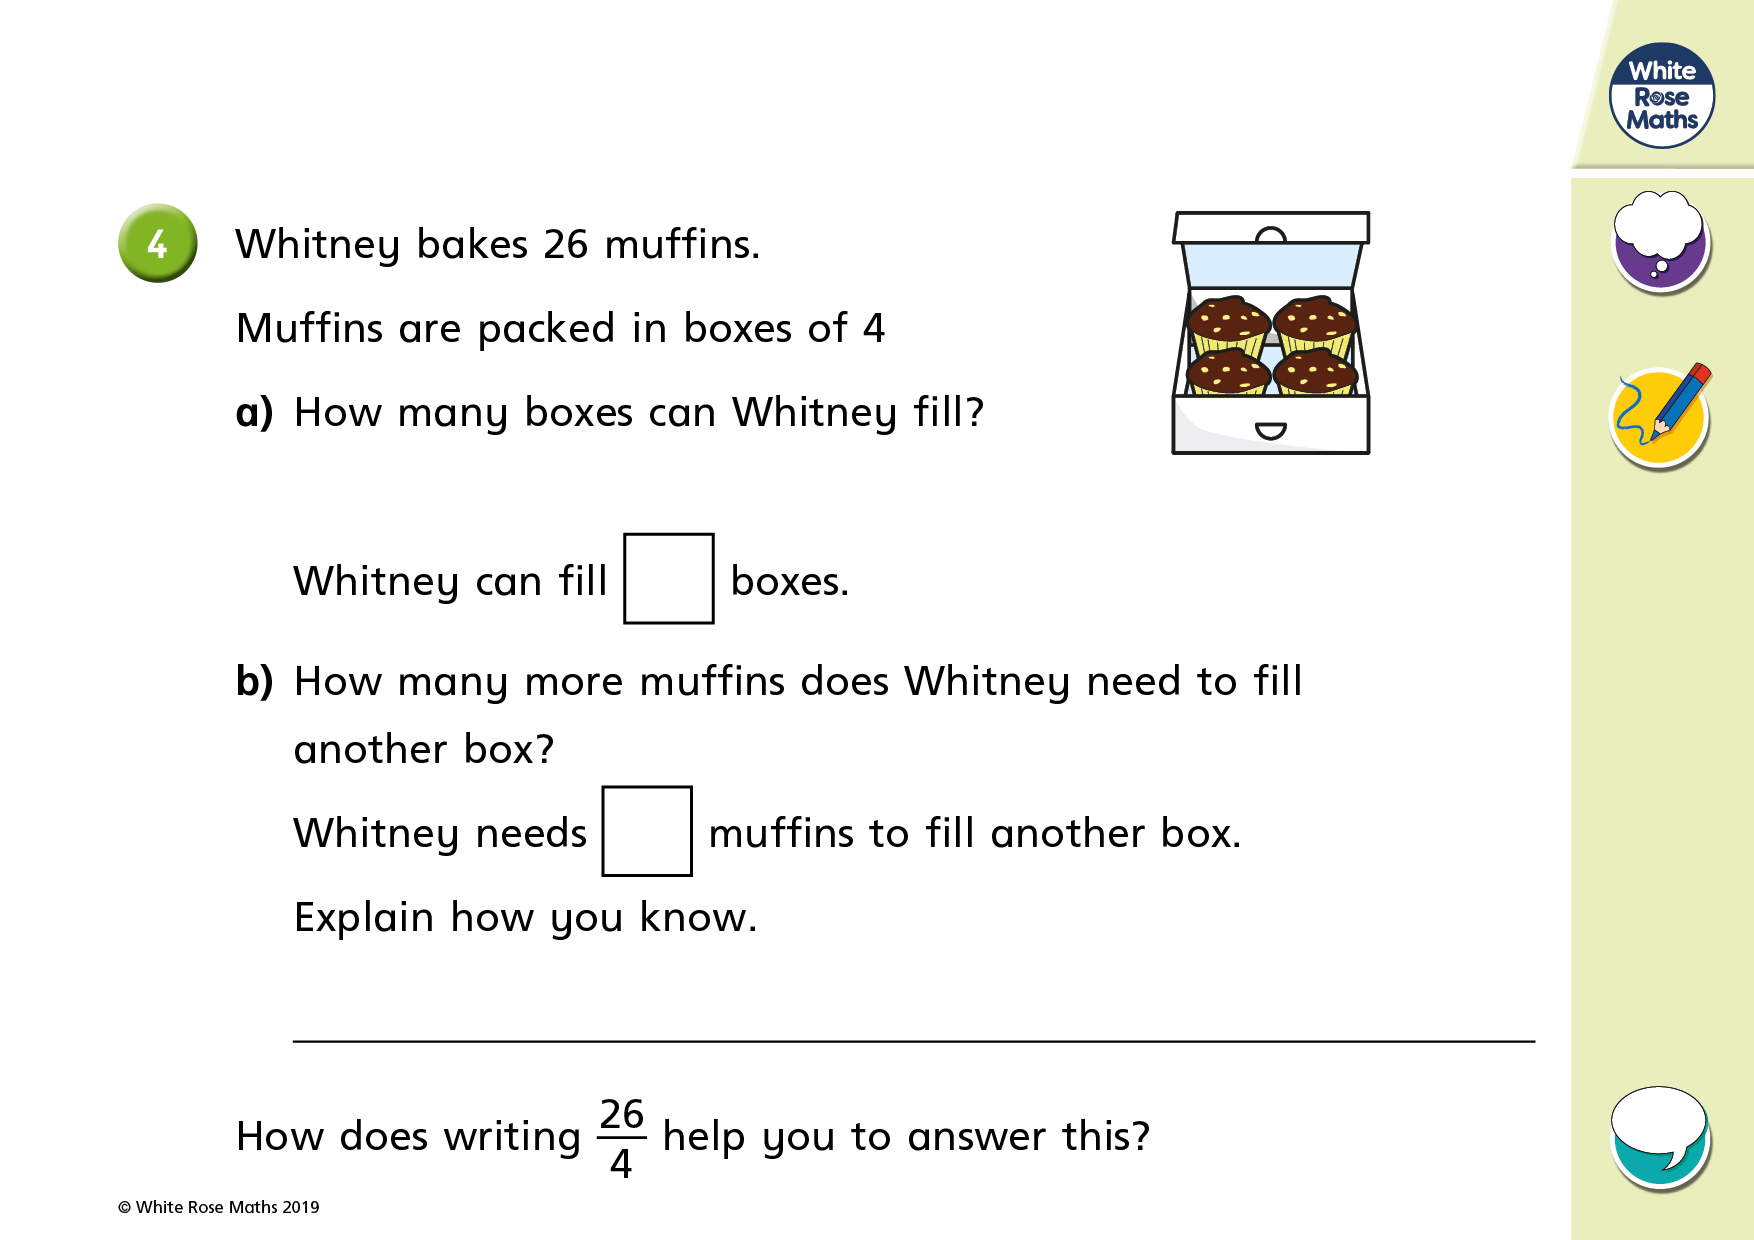 White
Rose
Maths
4 Whitney bakes 26 muffins.
Muffins are packed in boxes of 4
a) How many boxes can Whitney fill?
Whitney can fill boxes.
b) How many more muffins does Whitney need to fill
another box?
Whitney needs muffins to fill another box.
Explain how you know.
How does writing 26/4 help you to answer this?
© White Rose Maths 2019